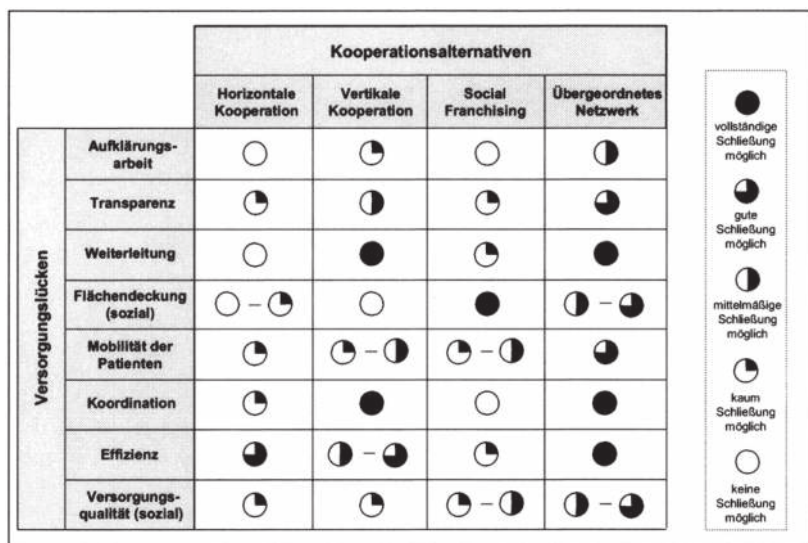 Kooperationsalternativen
Horizontale
Kooperation
Vertikale
Kooperation
Social
Franchising
Übergeordnetes
Netzwerk
Versorgungslücken
Aufklärungs-
arbeit
Transparenz
Weiterleitung
Flächendeckung
(sozial)
Mobilität der
Patienten
Koordination
Effizienz
Versorgungs-
qualität (sozial)
vollständige
Schließung
möglich
gute
Schließung
möglich
mittelmäßige
Schließung
möglich
kaum
Schließung
möglich
keine
Schließung
möglich